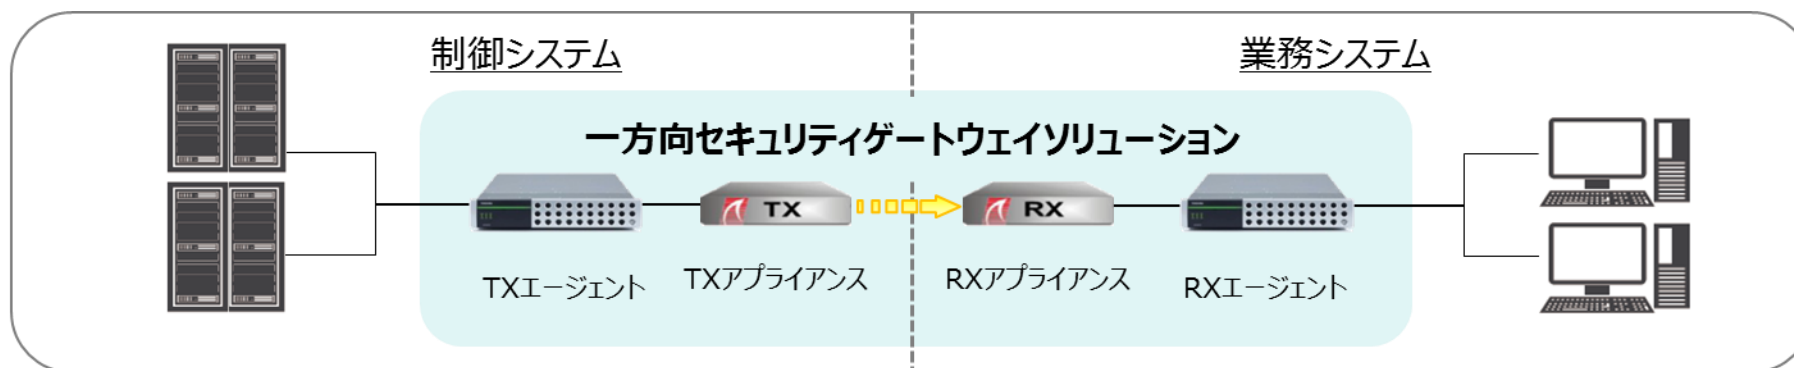 制御システム
業務システム
一方向セキュリティゲートウェイソリューション
TX
RX
TXエージェント
TXアプライアンス
RXアプライアンス
RXエージェント